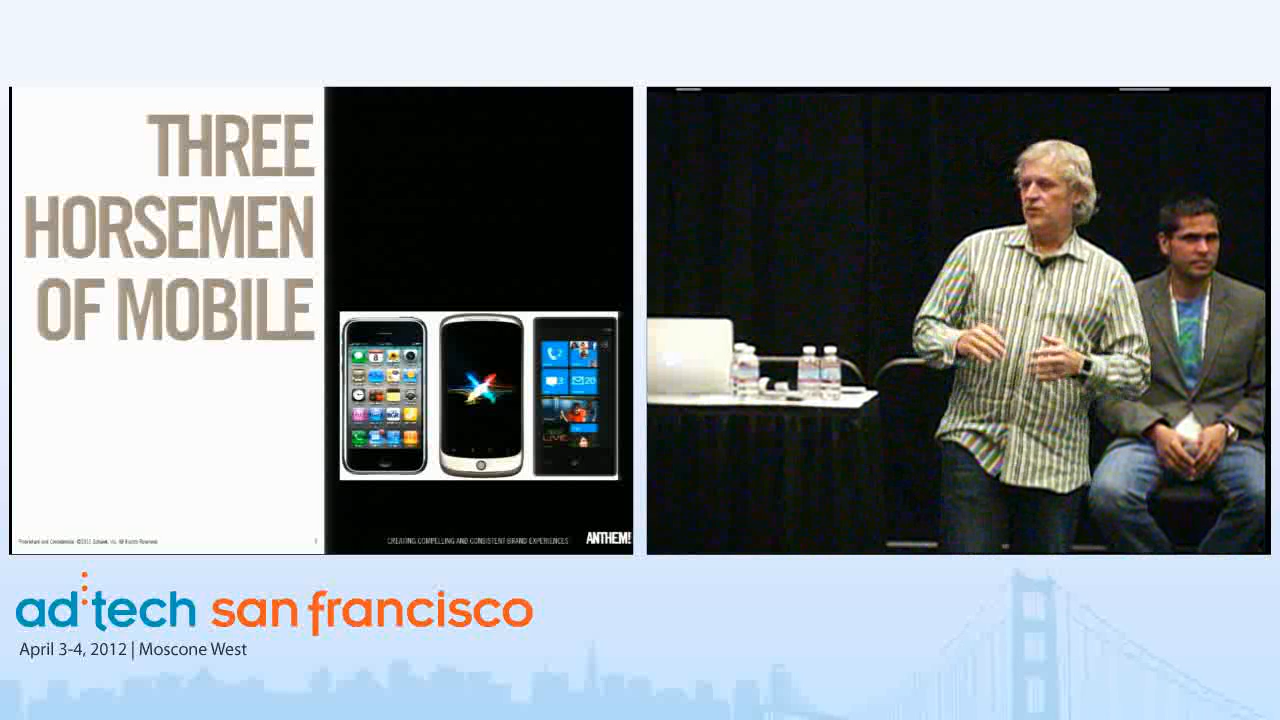 THREE
HORSEMEN
OF MOBILE
CREATING COMPELLING AND CONSISTENT BRAND EXPERIENCES
ANTHEM!
ad:tech san francisco
April 3-4, 2012 | Moscone West